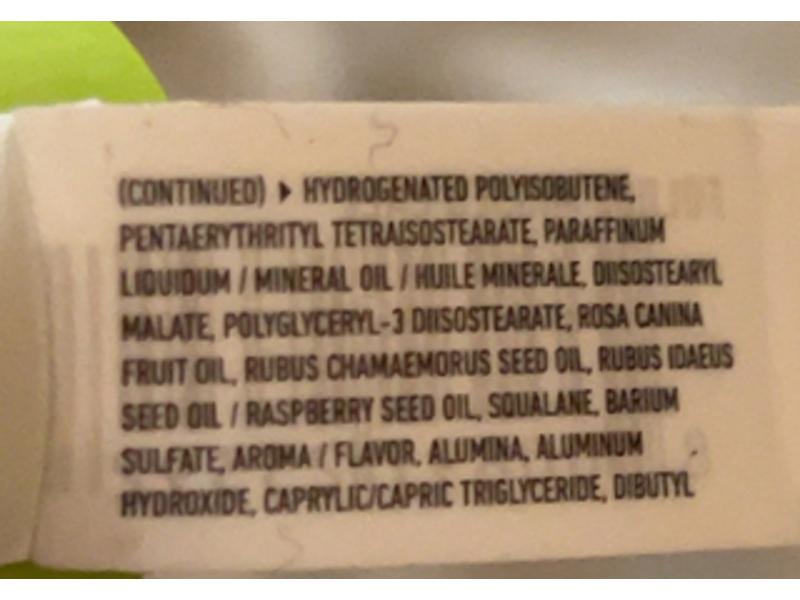 (CONTINUED) ▶ HYDROGENATED POLYISOBUTENE,
PENTAERYTHRITYL TETRAISOSTEARATE, PARAFFINUM
LIQUIDUM / MINERAL OIL / HUILE MINERALE, DIISOSTEARYL
MALATE, POLYGLYCERYL-3 DIISOSTEARATE, ROSA CANINA
FRUIT OIL, RUBUS CHAMAEMORUS SEED OIL, RUBUS IDAEUS
SEED OIL / RASPBERRY SEED OIL, SQUALANE, BARIUM
SULFATE, AROMA / FLAVOR, ALUMINA, ALUMINUM
HYDROXIDE, CAPRYLIC/CAPRIC TRIGLYCERIDE, DIBUTYL